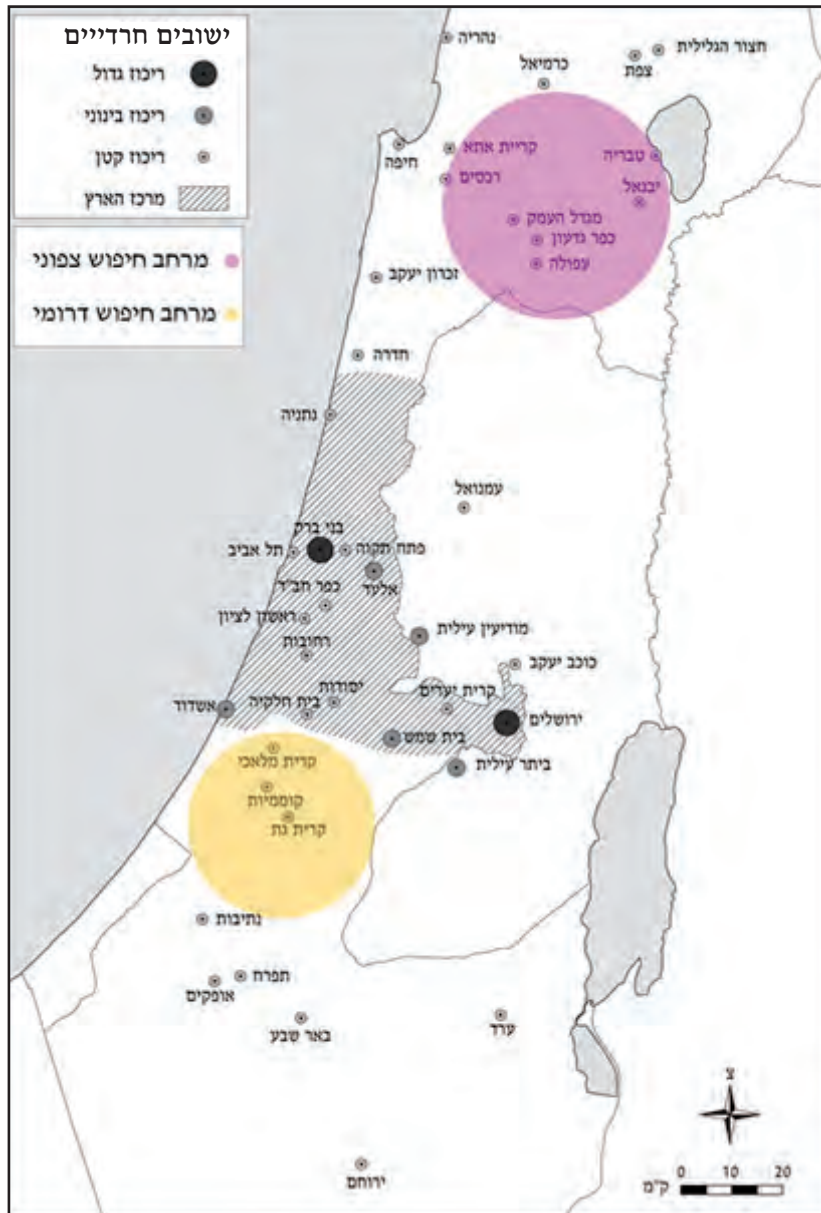 ישובים חרדייים
ריכוז גדול
ריכוז בינוני
ריכוז קטן
מרכז הארץ
מרחב חיפוש צפוני
מרחב חיפוש דרומי
נהריה
חצור הגלילית
צפת
כרמיאל
קריית אתא
חיפה
טבריה
רכסים
יבנאל
מגדל העמק
כפר גדעון
עפולה
זכרון יעקב
חדרה
נתניה
עמנואל
בני ברק
פתח תקוה
תל אביב
אלעד
כפר חב"ד
ראשון לציון
מודיעין עילית
רחובות
כוכב יעקב
יסודות
קרית יערים
אשדוד
בית חלקיה
ירושלים
בית שמש
קרית מלאכי
ביתר עילית
קוממיות
קרית גת
נתיבות
תפרח
אופקים
באר שבע
ערד
צ
ירוחם
0 10 20
ק"מ